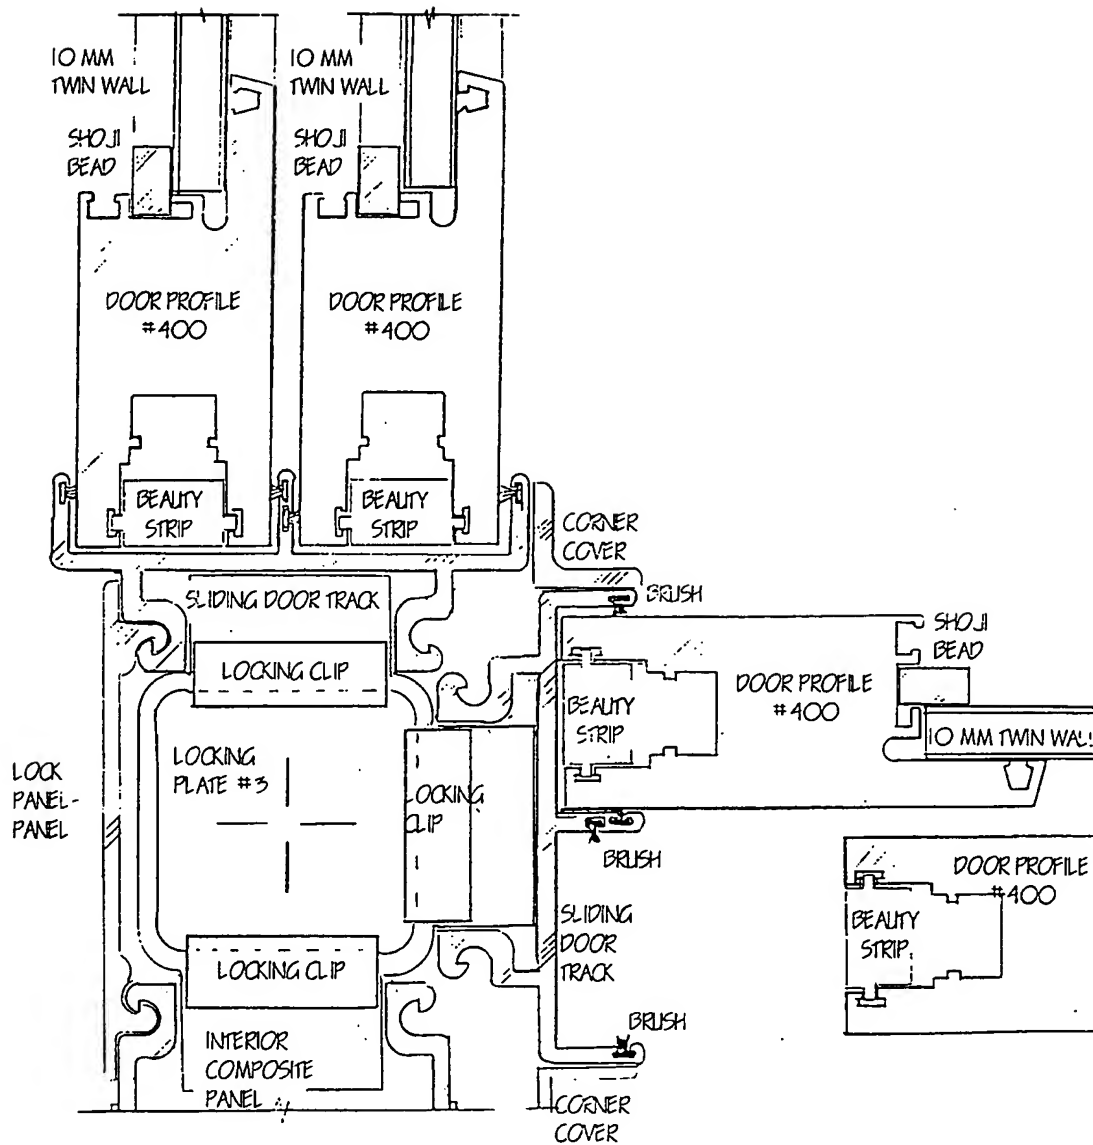 10 MM
TWIN WALL
10 MM
TWIN WALL
SHOJI
BEAD
SHOJI
BEAD
DOOR PROFILE
#400
DOOR PROFILE
#400
BEAUTY
STRIP
BEAUTY
STRIP
CORNER
COVER
SLIDING DOOR TRACK
BRUSH
SHOJI
BEAD
LOCKING CLIP
DOOR PROFILE
#400
BEAUTY
STRIP
10 MM TWIN WALL
LOCKING
PLATE #3
LOCK
PANEL-
PANEL
LOCKING
CLIP
BRUSH
DOOR PROFILE
#400
SLIDING
DOOR
TRACK
BEAUTY
STRIP
LOCKING CLIP
BRUSH
INTERIOR
COMPOSITE
PANEL
CORNER
COVER